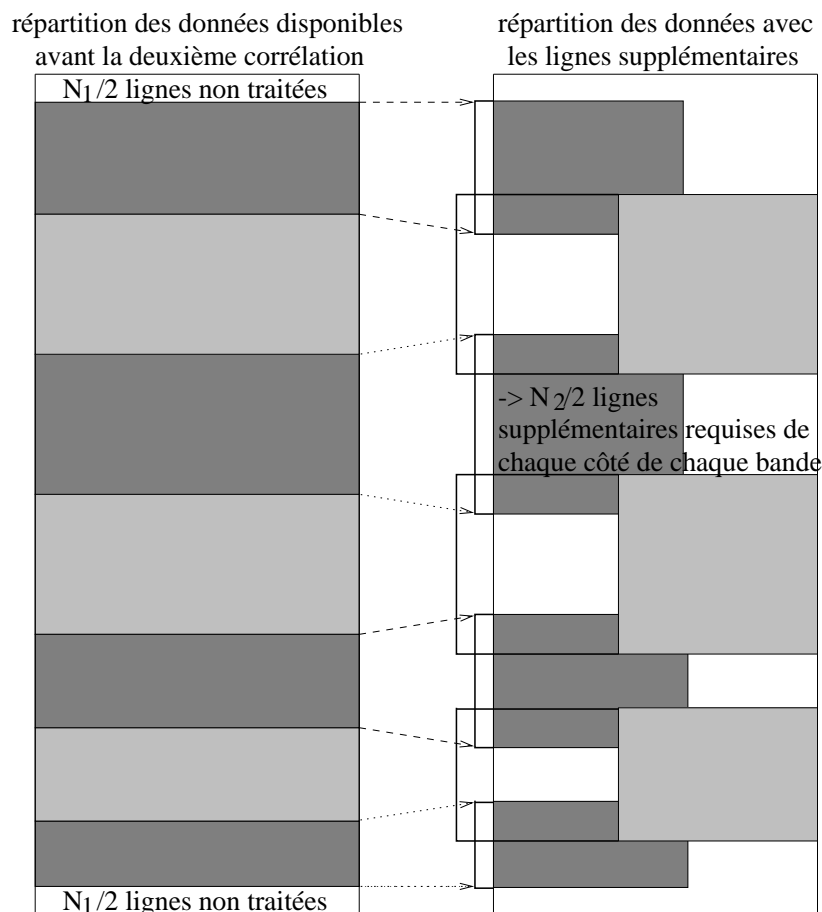 répartition des données disponibles
avant la deuxième corrélation
N1/2 lignes non traitées
répartition des données avec
les lignes supplémentaires
-> N2/2 lignes
supplémentaires requises de
chaque côté de chaque bande
N1/2 lignes non traitées